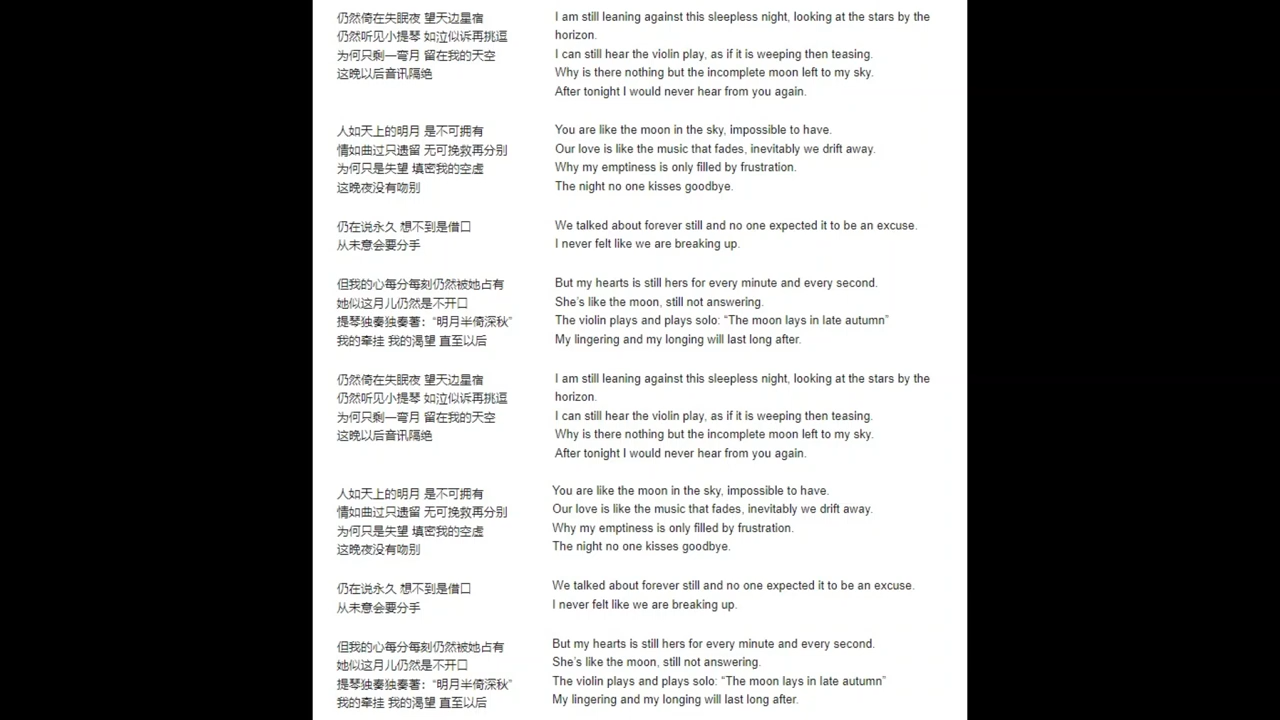 仍然倚在失眠夜 望天边星宿
仍然听见小提琴 如泣似诉再挑逗
为何只剩一弯月 留在我的天空
这晚以后音讯隔绝
I am still leaning against this sleepless night, looking at the stars by the
horizon.
I can still hear the violin play, as if it is weeping then teasing.
Why is there nothing but the incomplete moon left to my sky.
After tonight I would never hear from you again.
人如天上的明月 是不可拥有
情如曲过只遗留 无可挽救再分别
为何只是失望 填密我的空虚
这晚夜没有吻别
You are like the moon in the sky, impossible to have.
Our love is like the music that fades, inevitably we drift away.
Why my emptiness is only filled by frustration.
The night no one kisses goodbye.
仍在说永久 想不到是借口
从未意会要分手
We talked about forever still and no one expected it to be an excuse.
I never felt like we are breaking up.
但我的心每分每刻仍然被她占有
她似这月儿仍然是不开口
提琴独奏独奏著：“明月半倚深秋”
我的牵挂 我的渴望 直至以后
But my hearts is still hers for every minute and every second.
She's like the moon, still not answering.
The violin plays and plays solo: “The moon lays in late autumn”
My lingering and my longing will last long after.
仍然倚在失眠夜 望天边星宿
仍然听见小提琴 如泣似诉再挑逗
为何只剩一弯月 留在我的天空
这晚以后音讯隔绝
I am still leaning against this sleepless night, looking at the stars by the
horizon.
I can still hear the violin play, as if it is weeping then teasing.
Why is there nothing but the incomplete moon left to my sky.
After tonight I would never hear from you again.
人如天上的明月 是不可拥有
情如曲过只遗留 无可挽救再分别
为何只是失望 填密我的空虚
这晚夜没有吻别
You are like the moon in the sky, impossible to have.
Our love is like the music that fades, inevitably we drift away.
Why my emptiness is only filled by frustration.
The night no one kisses goodbye.
仍在说永久 想不到是借口
从未意会要分手
We talked about forever still and no one expected it to be an excuse.
I never felt like we are breaking up.
但我的心每分每刻仍然被她占有
她似这月儿仍然是不开口
提琴独奏独奏著：“明月半倚深秋”
我的牵挂 我的渴望 直至以后
But my hearts is still hers for every minute and every second.
She's like the moon, still not answering.
The violin plays and plays solo: “The moon lays in late autumn”
My lingering and my longing will last long after.